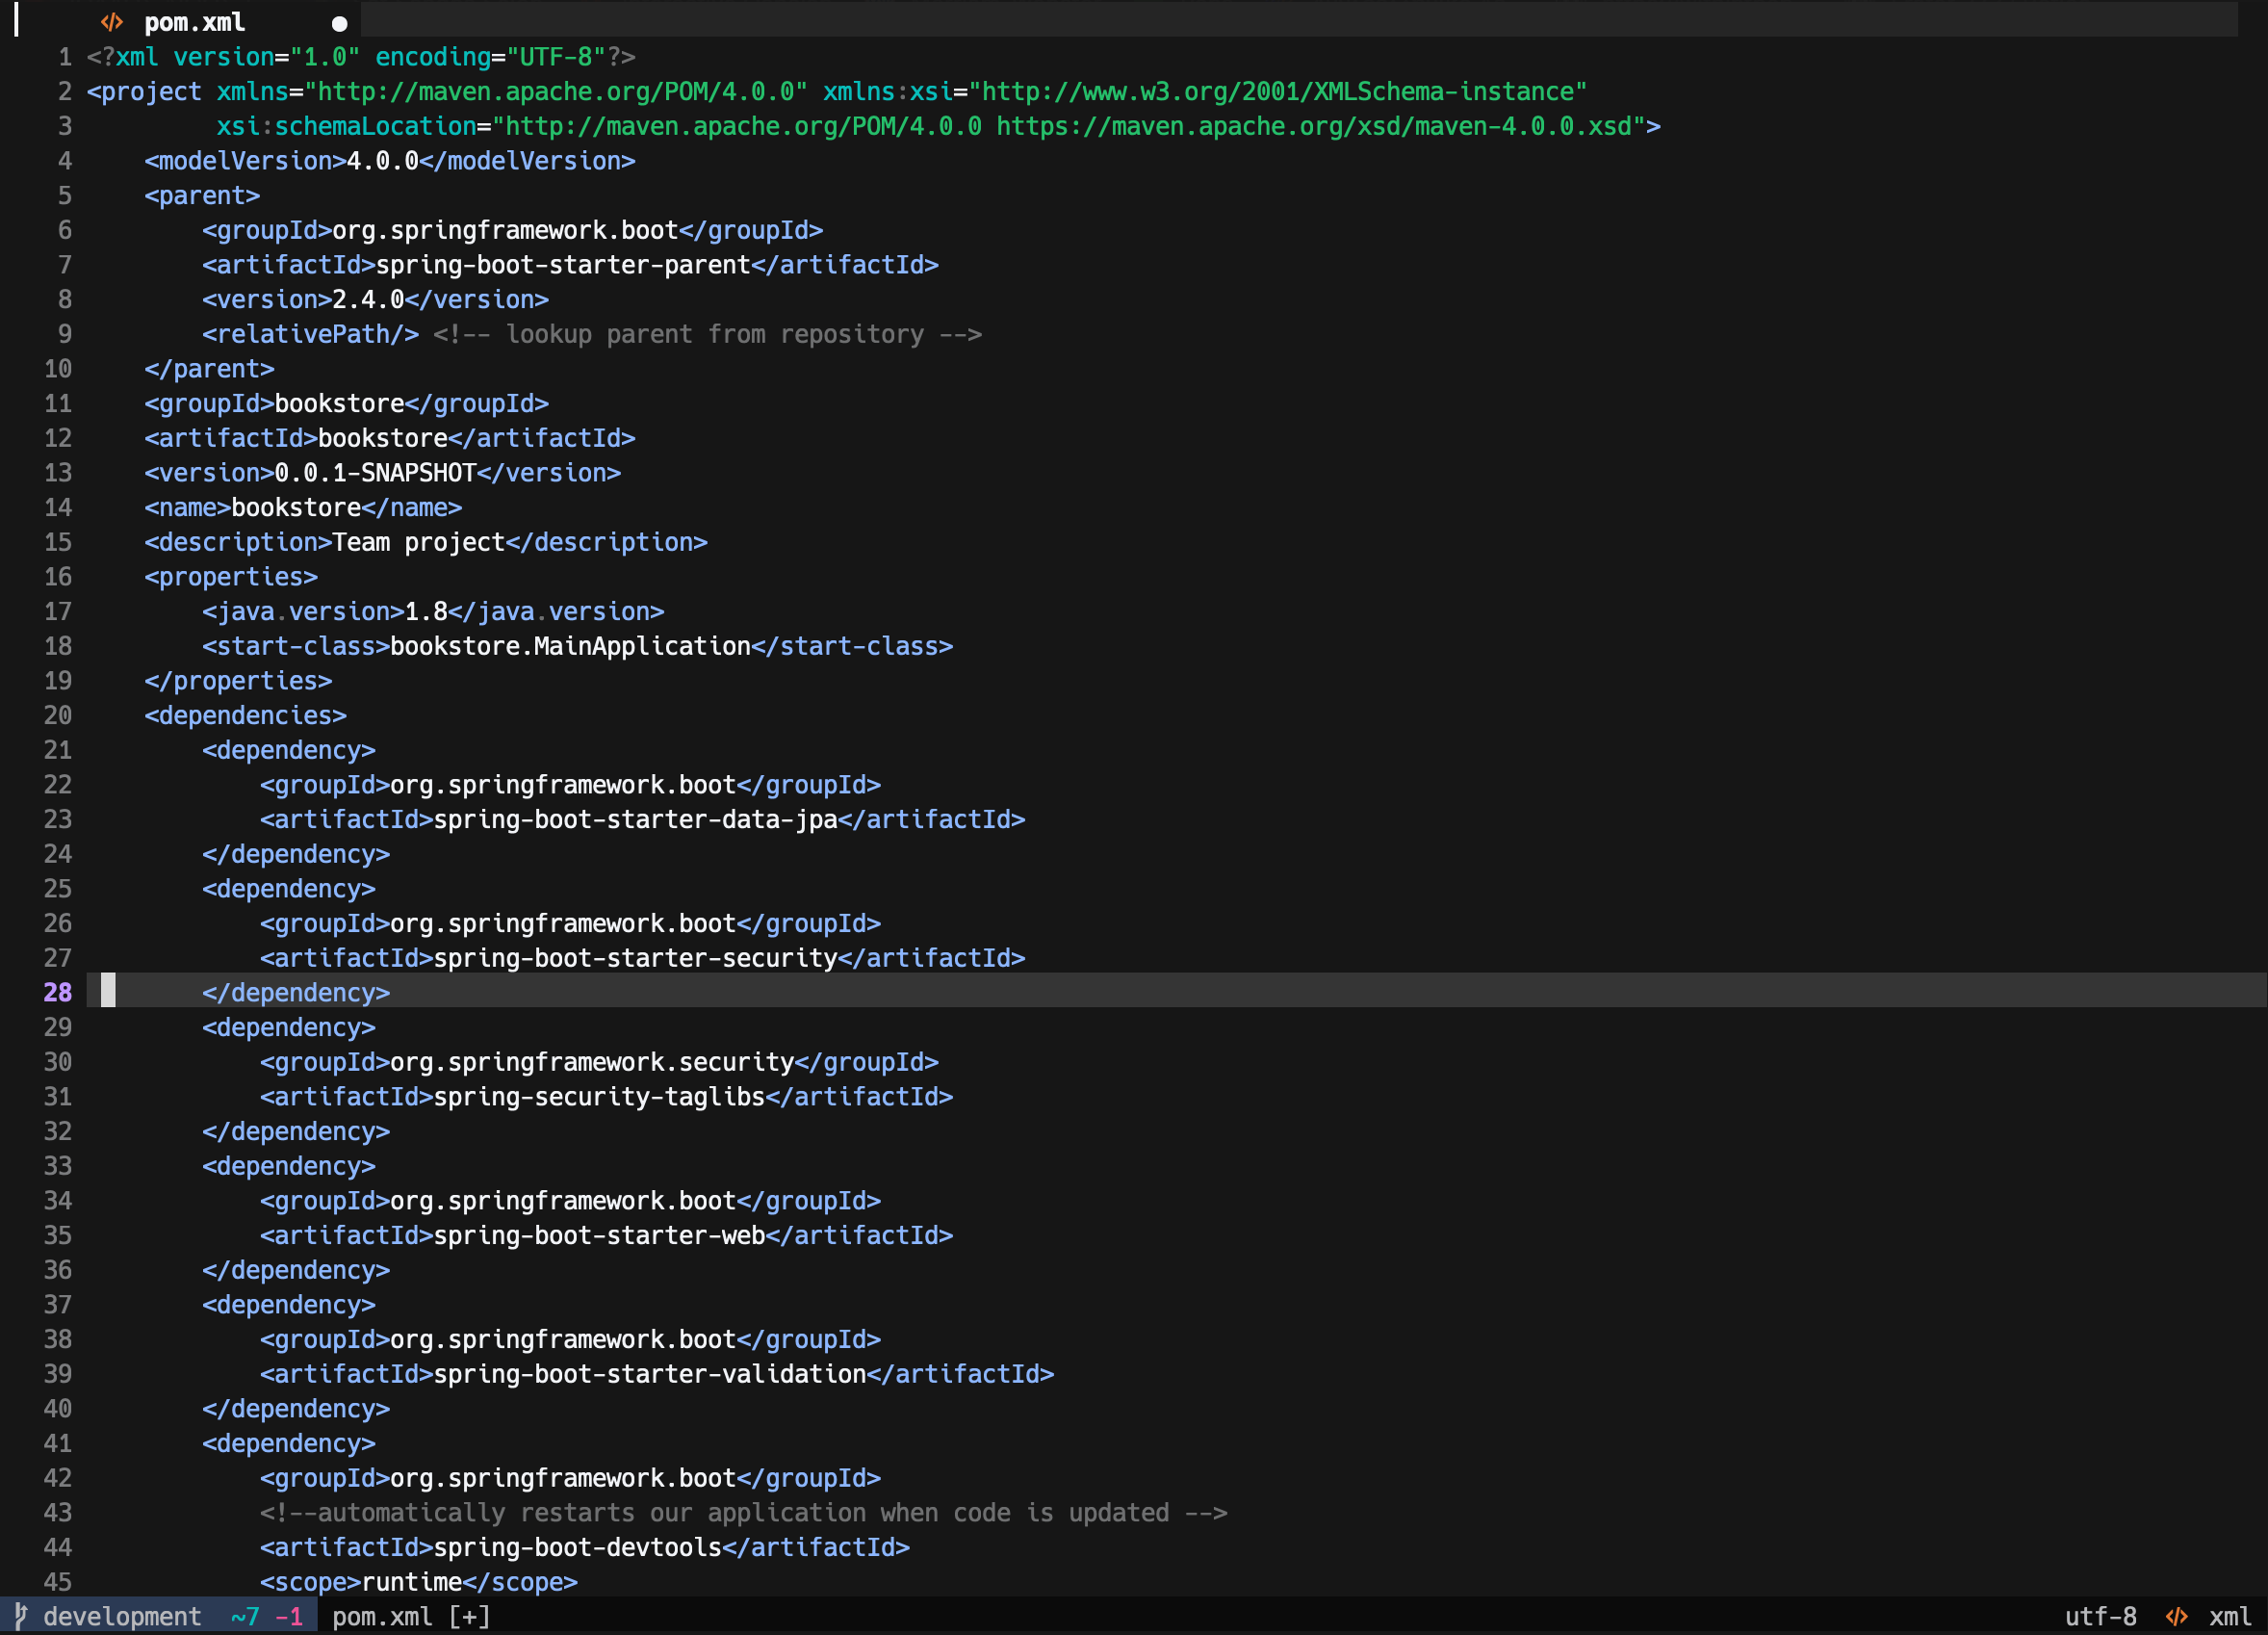 pom.xml ●
1 <?xml version="1.0" encoding="UTF-8"?>
2 <project xmlns="http://maven.apache.org/POM/4.0.0" xmlns:xsi="http://www.w3.org/2001/XMLSchema-instance"
3          xsi:schemaLocation="http://maven.apache.org/POM/4.0.0 https://maven.apache.org/xsd/maven-4.0.0.xsd">
4     <modelVersion>4.0.0</modelVersion>
5     <parent>
6         <groupId>org.springframework.boot</groupId>
7         <artifactId>spring-boot-starter-parent</artifactId>
8         <version>2.4.0</version>
9         <relativePath/> <!-- lookup parent from repository -->
10     </parent>
11     <groupId>bookstore</groupId>
12     <artifactId>bookstore</artifactId>
13     <version>0.0.1-SNAPSHOT</version>
14     <name>bookstore</name>
15     <description>Team project</description>
16     <properties>
17         <java.version>1.8</java.version>
18         <start-class>bookstore.MainApplication</start-class>
19     </properties>
20     <dependencies>
21         <dependency>
22             <groupId>org.springframework.boot</groupId>
23             <artifactId>spring-boot-starter-data-jpa</artifactId>
24         </dependency>
25         <dependency>
26             <groupId>org.springframework.boot</groupId>
27             <artifactId>spring-boot-starter-security</artifactId>
28         </dependency>
29         <dependency>
30             <groupId>org.springframework.security</groupId>
31             <artifactId>spring-security-taglibs</artifactId>
32         </dependency>
33         <dependency>
34             <groupId>org.springframework.boot</groupId>
35             <artifactId>spring-boot-starter-web</artifactId>
36         </dependency>
37         <dependency>
38             <groupId>org.springframework.boot</groupId>
39             <artifactId>spring-boot-starter-validation</artifactId>
40         </dependency>
41         <dependency>
42             <groupId>org.springframework.boot</groupId>
43             <!--automatically restarts our application when code is updated -->
44             <artifactId>spring-boot-devtools</artifactId>
45             <scope>runtime</scope>
development ~7 -1 pom.xml [+] utf-8 </> xml